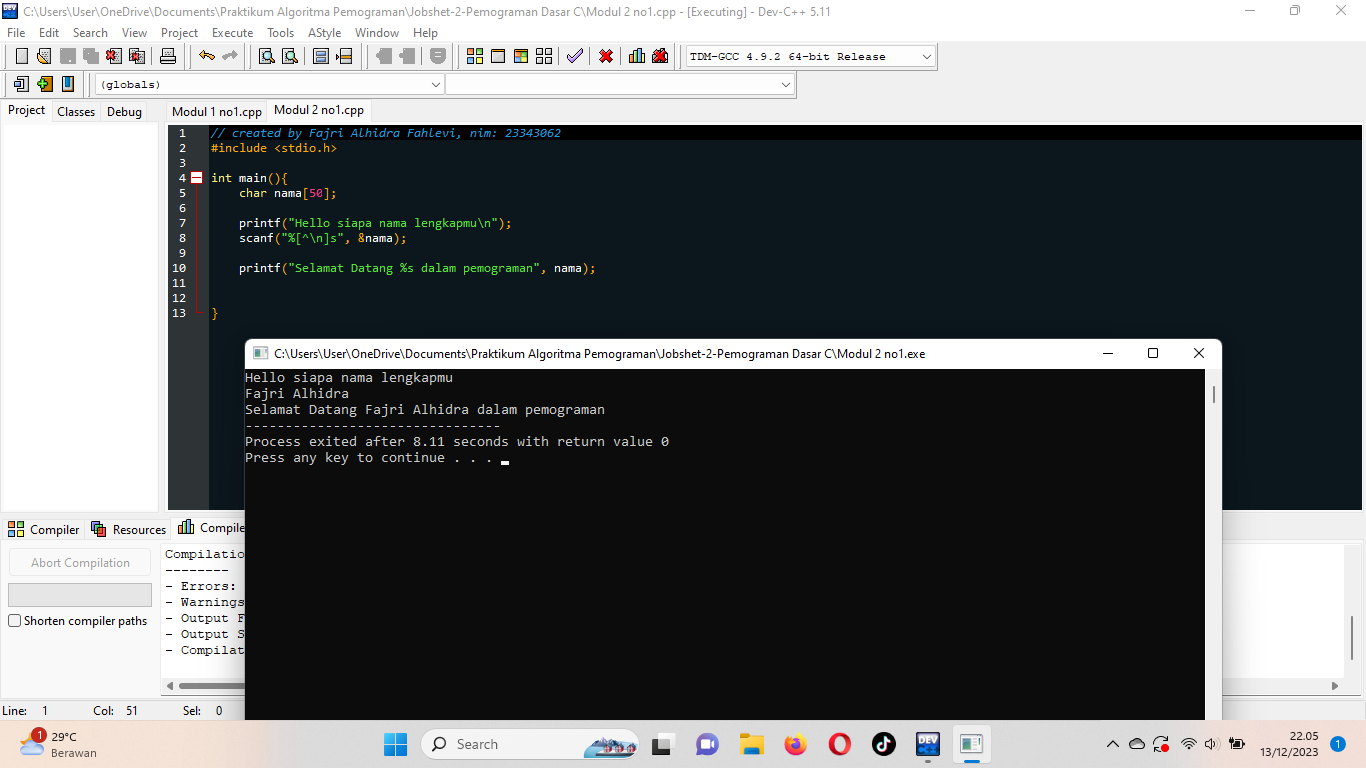 C:\Users\User\OneDrive\Documents\Praktikum Algoritma Pemograman\Jobshet-2-Pemograman Dasar C\Modul 2 no1.cpp - [Executing] - Dev-C++ 5.11
File Edit Search View Project Execute Tools AStyle Window Help
TDM-GCC 4.9.2 64-bit Release
(globals)
Project Classes Debug Modul 1 no1.cpp Modul 2 no1.cpp
1 // created by Fajri Alhidra Fahlevi, nim: 23343062
2 #include <stdio.h>
3
4 int main(){
5 char nama[50];
6
7 printf("Hello siapa nama lengkapmu\n");
8 scanf("%[^\n]s", &nama);
9
10 printf("Selamat Datang %s dalam pemograman", nama);
11
12
13 }
C:\Users\User\OneDrive\Documents\Praktikum Algoritma Pemograman\Jobshet-2-Pemograman Dasar C\Modul 2 no1.exe
Hello siapa nama lengkapmu
Fajri Alhidra
Selamat Datang Fajri Alhidra dalam pemograman
--------------------------------
Process exited after 8.11 seconds with return value 0
Press any key to continue . . .
Compiler Resources Compile
Abort Compilation
Shorten compiler paths
Compilatio
--------
- Errors:
- Warnings
- Output F
- Output S
- Compilat
Line: 1 Col: 51 Sel: 0
1
29°C
Berawan
Search
DEV
22.05
13/12/2023
1